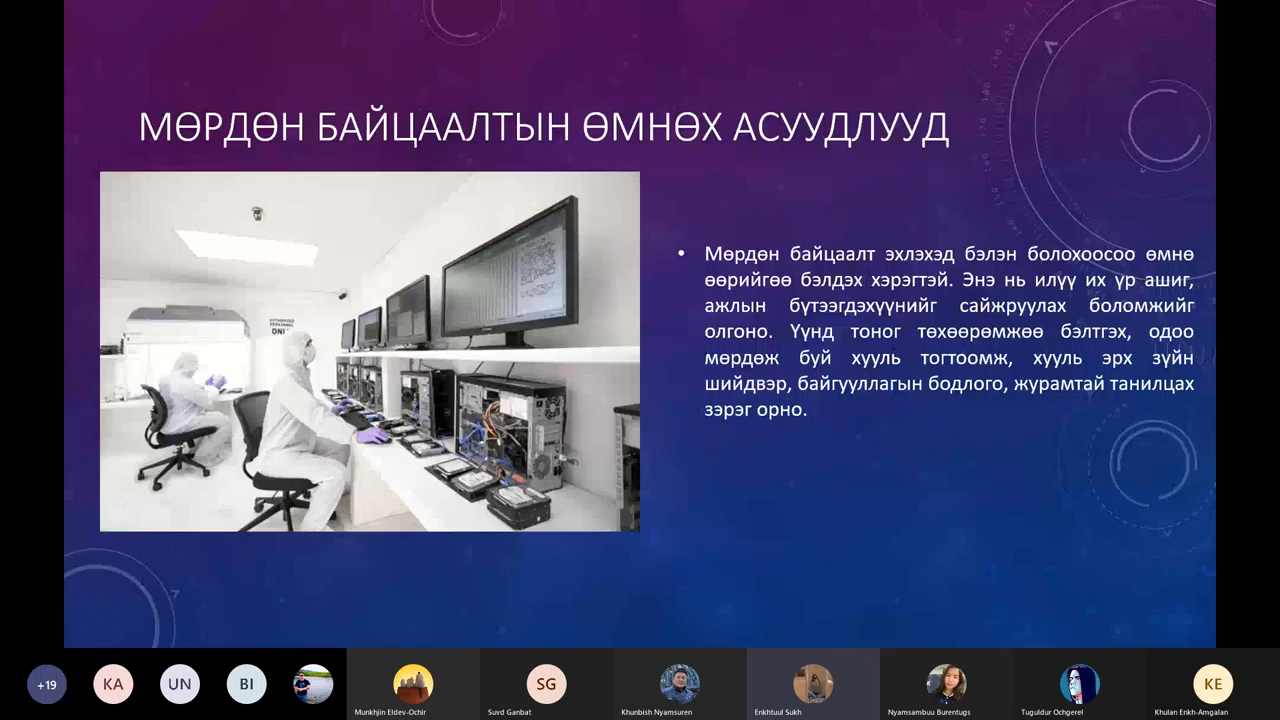 МӨРДӨН БАЙЦААЛТЫН ӨМНӨХ АСУУДЛУУД
• Мөрдөн байцаалт эхлэхэд бэлэн болохоосоо өмнө
өөрийгөө бэлдэх хэрэгтэй. Энэ нь илүү их үр ашиг,
ажлын бүтээгдэхүүнийг сайжруулах боломжийг
олгоно. Үүнд тоног төхөөрөмжөө бэлтгэх, одоо
мөрдөж буй хууль тогтоомж, хууль эрх зүйн
шийдвэр, байгууллагын бодлого, журамтай танилцах
зэрэг орно.
PERSONNEL
+19
KA
UN
BI
Munkhjin Eldev-Ochir
SG
Suvd Ganbat
Khunbish Nyamsuren
Enkhtuul Sukh
Nyamsambuu Burentugs
Tuguldur Ochgerel
KE
Khulan Enkh-Amgalan